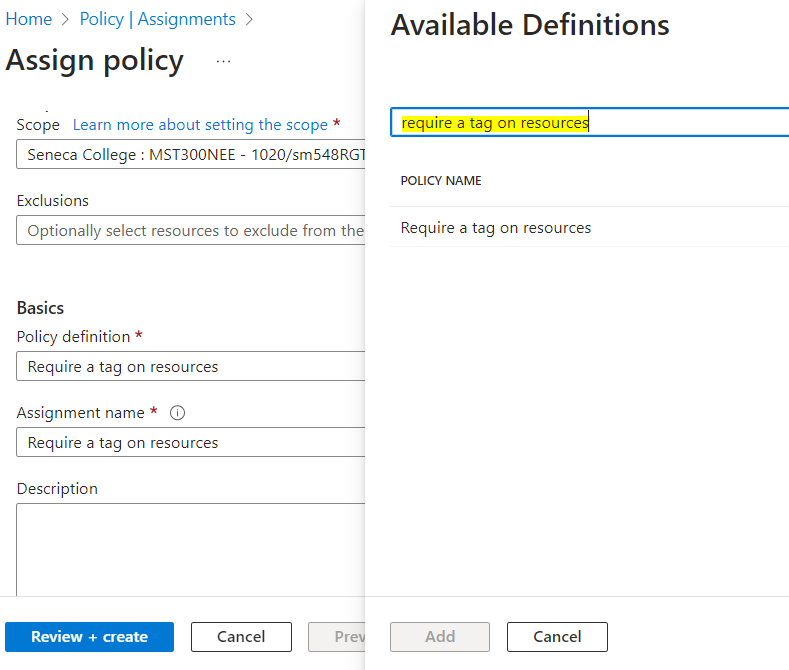 Home > Policy | Assignments >
Assign policy ...
Scope Learn more about setting the scope *
Seneca College : MST300NEE - 1020/sm548RGT
Exclusions
Optionally select resources to exclude from the
Basics
Policy definition *
Require a tag on resources
Assignment name *
Require a tag on resources
Description
Review + create Cancel Prev
Available Definitions
require a tag on resources
POLICY NAME
Require a tag on resources
Add Cancel